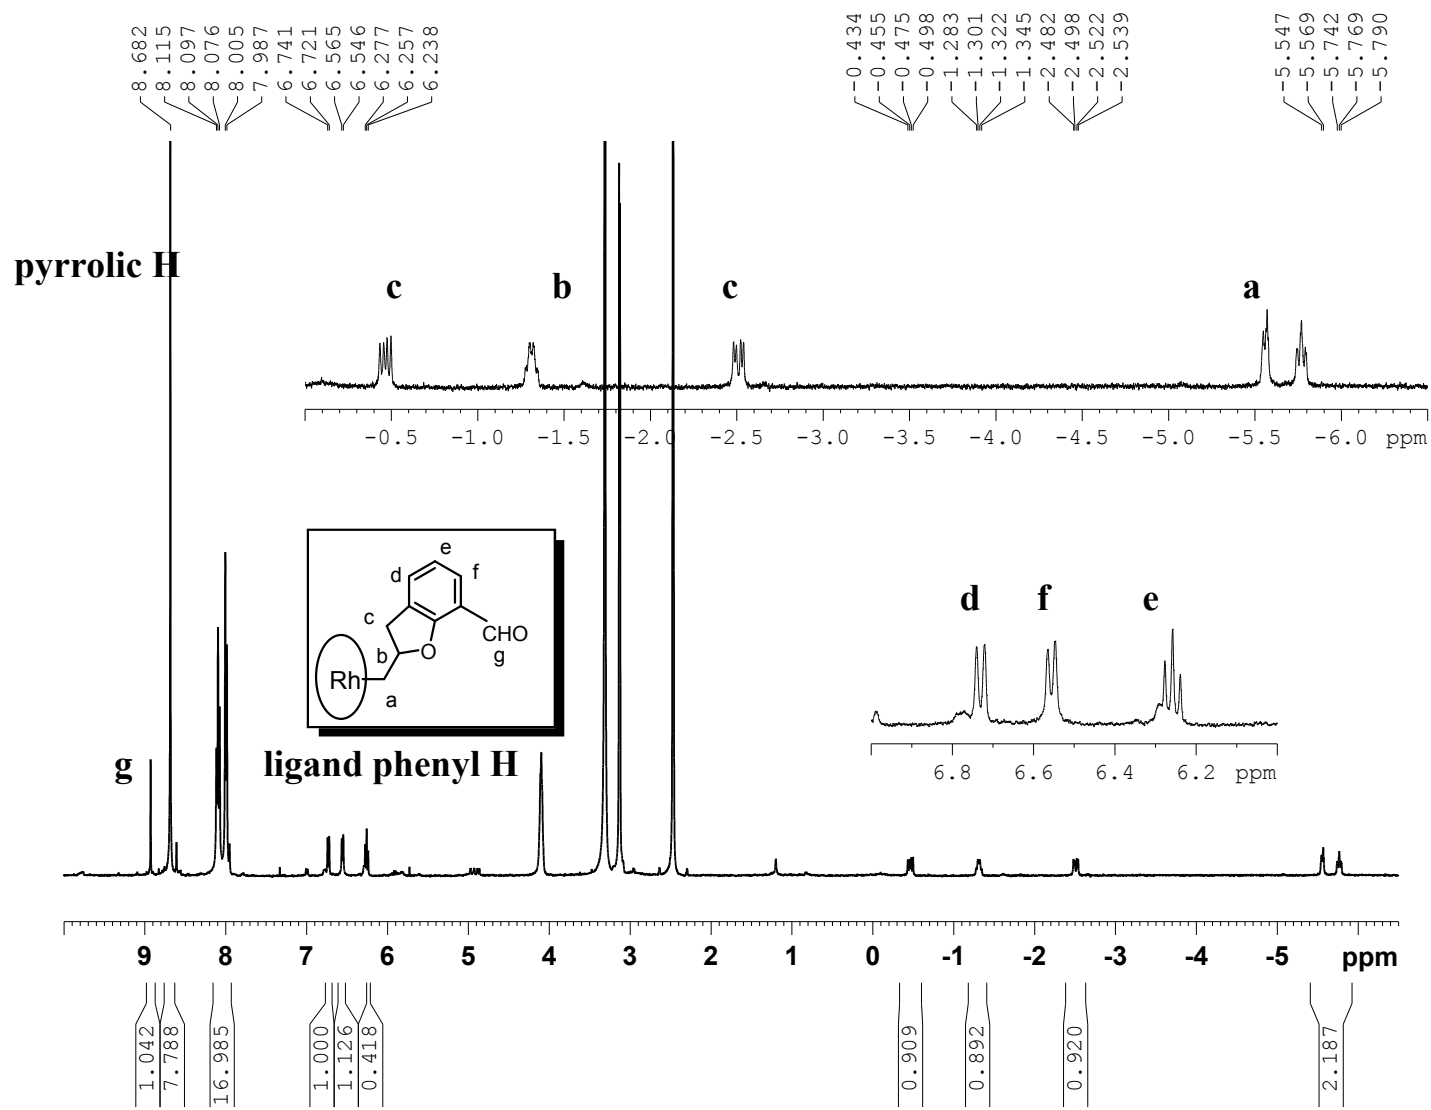 8.682
8.115
8.097
8.076
8.005
7.987
6.741
6.721
6.565
6.546
6.277
6.257
6.238
-0.434
-0.455
-0.475
-0.498
-1.283
-1.301
-1.322
-1.345
-2.482
-2.498
-2.522
-2.539
-5.547
-5.569
-5.742
-5.769
-5.790
pyrrolic H
c b c a
-0.5 -1.0 -1.5 -2.0 -2.5 -3.0 -3.5 -4.0 -4.5 -5.0 -5.5 -6.0 ppm
e
d f
c
CHO
b O g
Rh
a
d f e
6.8 6.6 6.4 6.2 ppm
g ligand phenyl H
9 8 7 6 5 4 3 2 1 0 -1 -2 -3 -4 -5 ppm
1.042
7.788
16.985
1.000
1.126
0.418
0.909
0.892
0.920
2.187